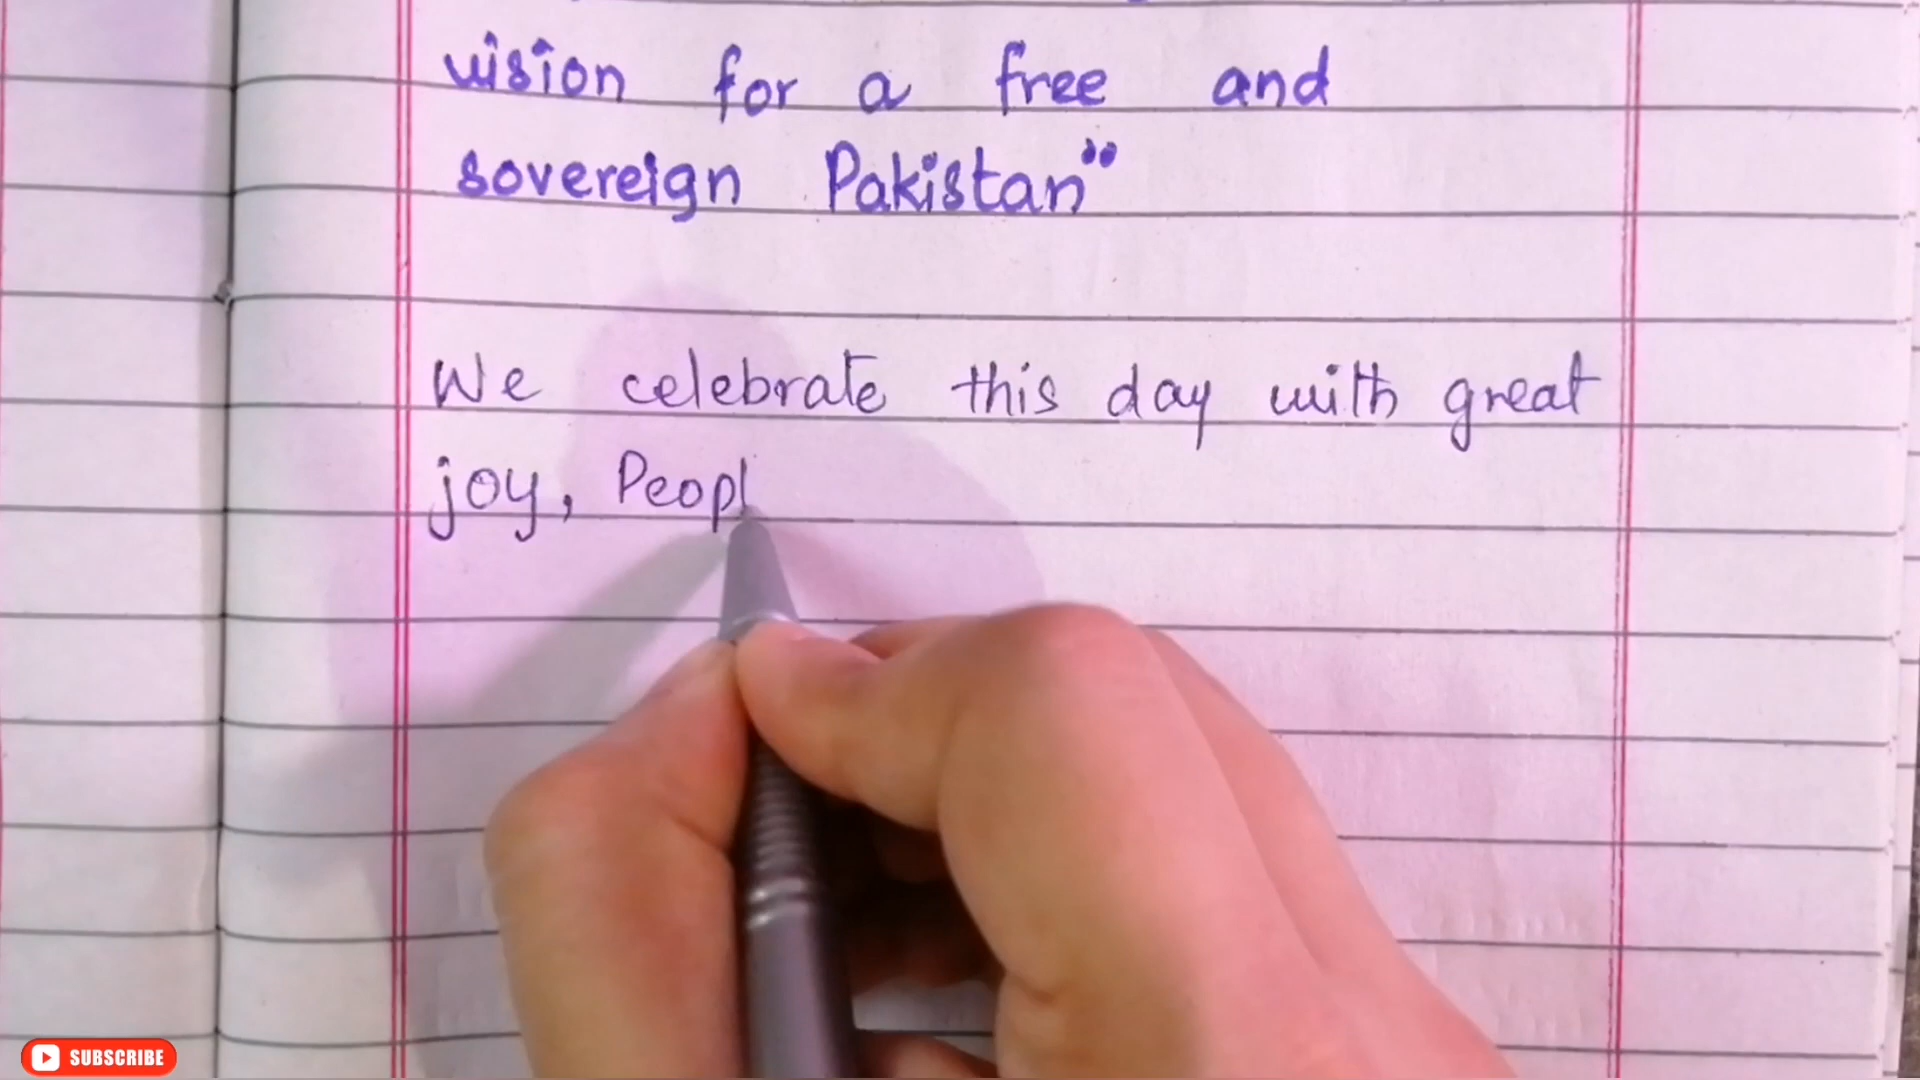 vision for a free and
sovereign Pakistan"
We celebrate this day with great
joy, Peopl
SUBSCRIBE